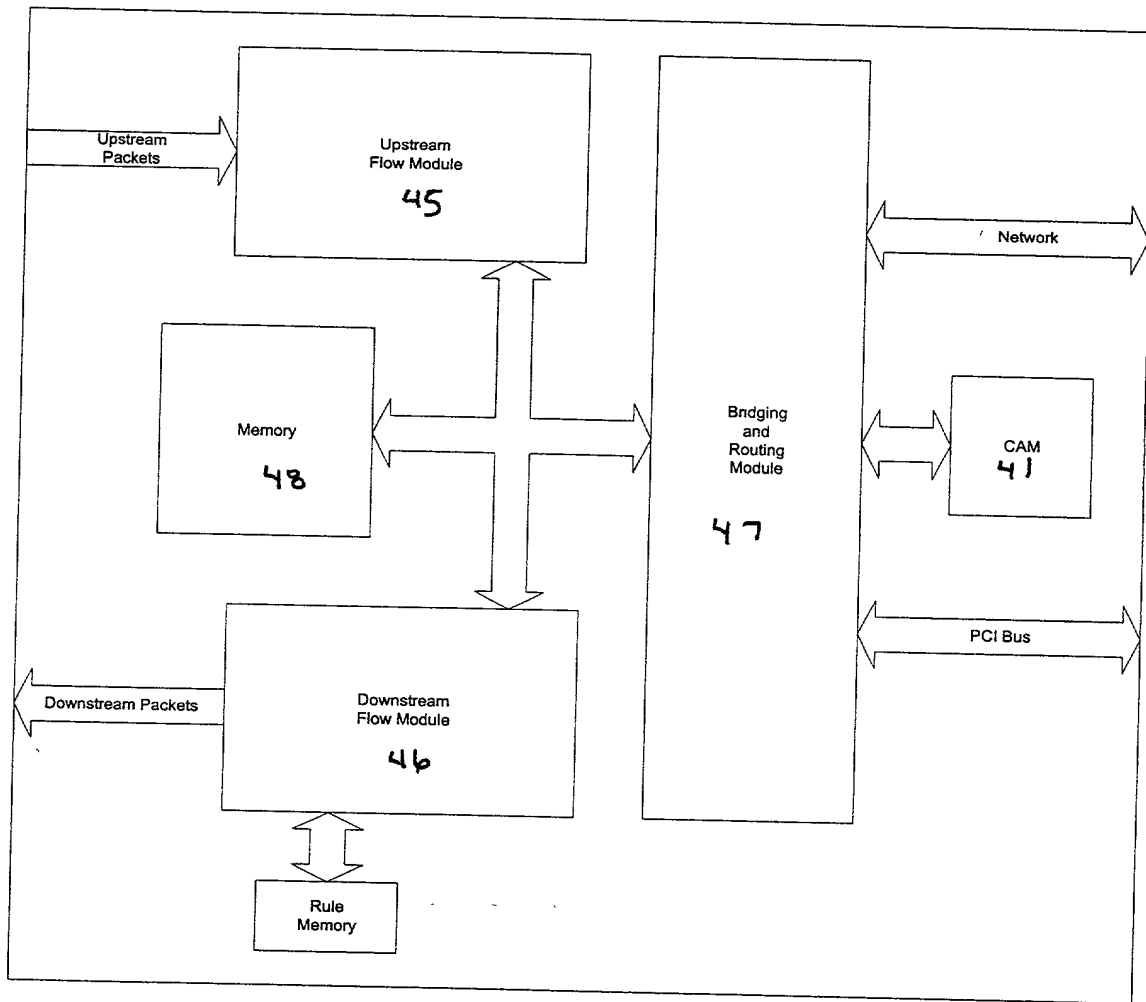 Upstream
Packets
Upstream
Flow Module
45
Network
Memory
48
Bridging
and
Routing
Module
47
CAM
41
PCI Bus
Downstream Packets
Downstream
Flow Module
46
Rule
Memory